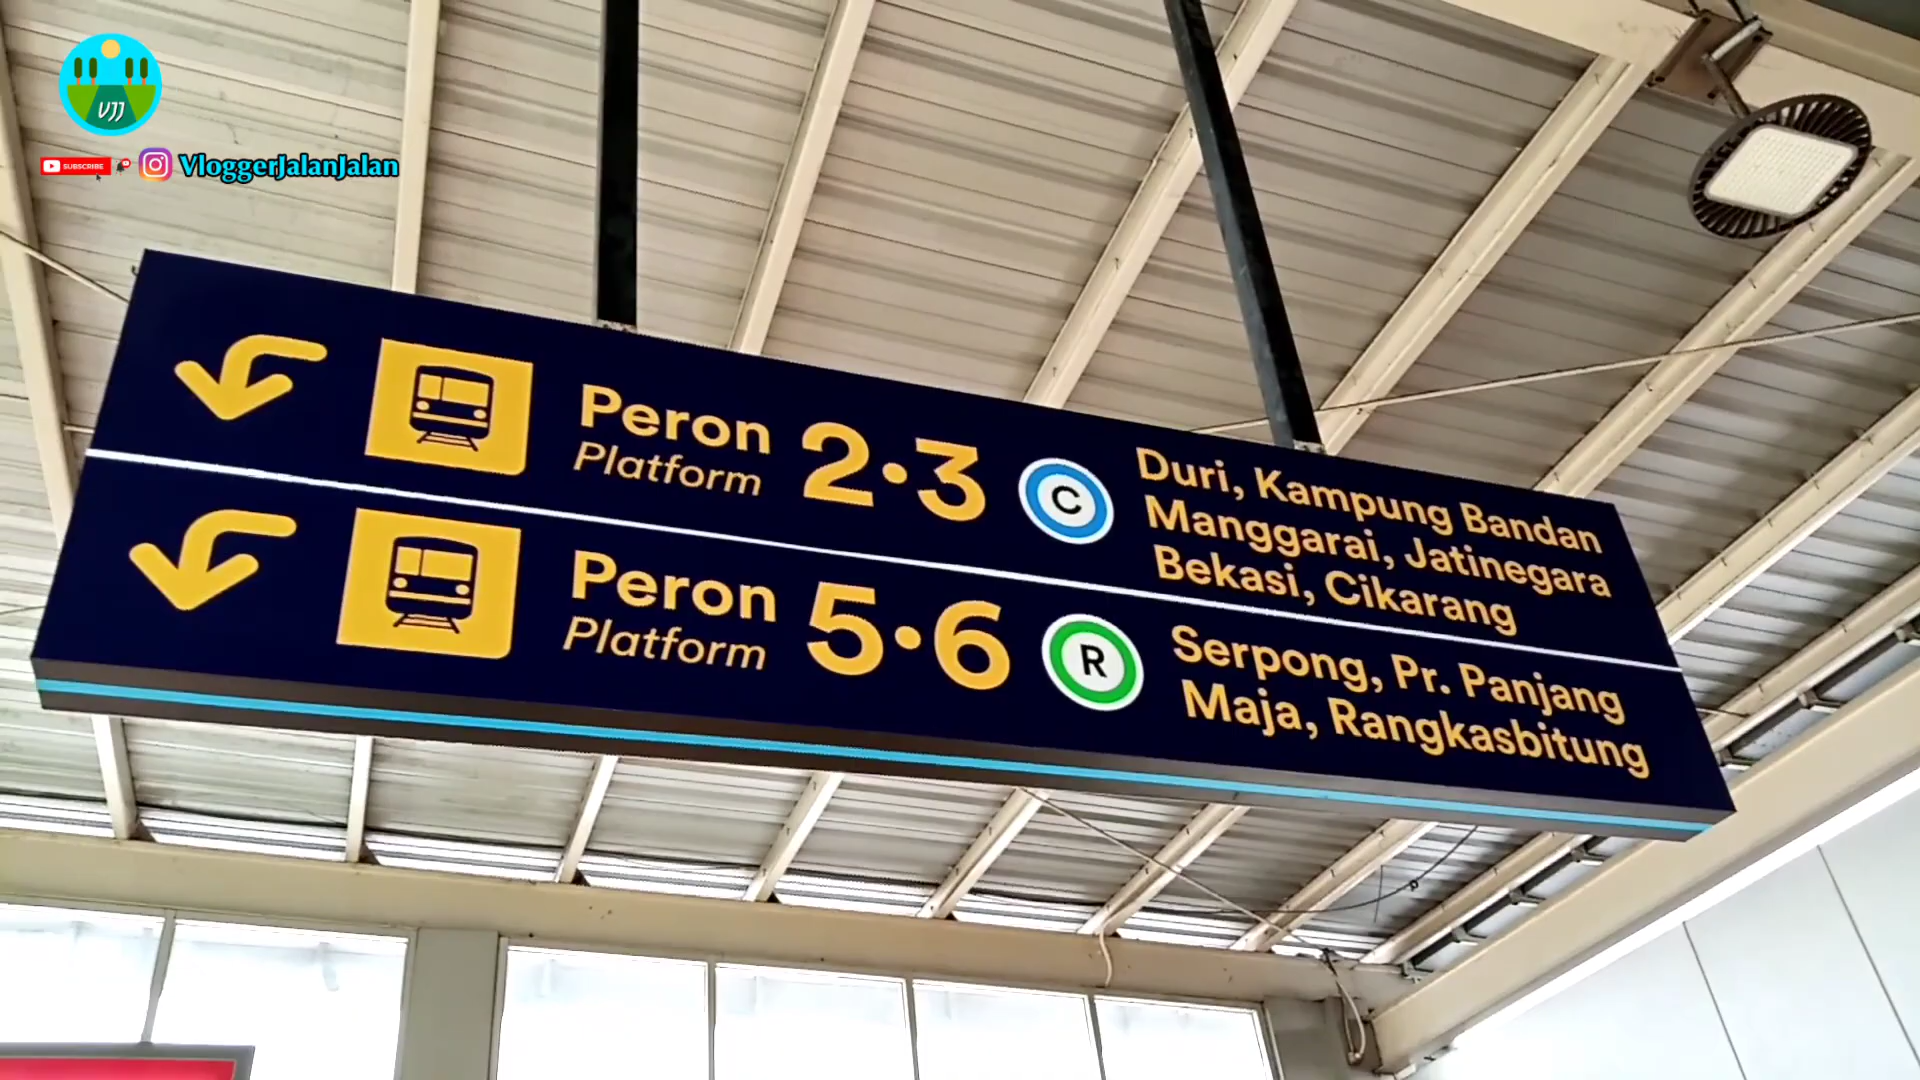 VJJ
SUBSCRIBE
VloggerJalanJalan
Peron 2•3
Platform
C
Duri, Kampung Bandan
Manggarai, Jatinegara
Bekasi, Cikarang
Peron 5•6
Platform
R
Serpong, Pr. Panjang
Maja, Rangkasbitung